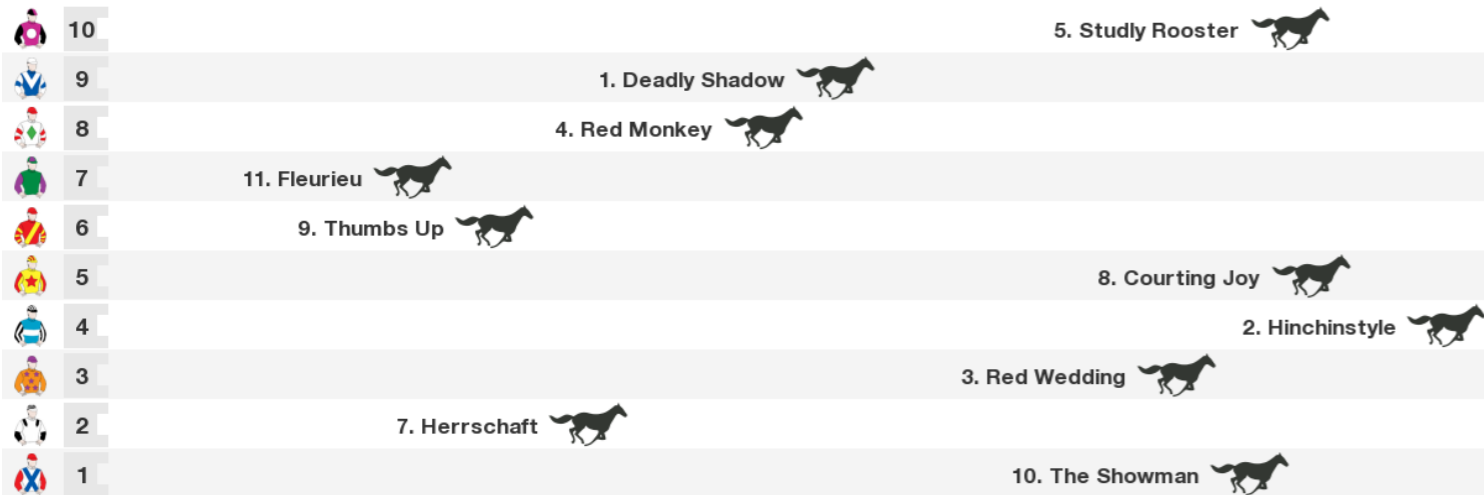 10 5. Studly Rooster
9 1. Deadly Shadow
8 4. Red Monkey
7 11. Fleurieu
6 9. Thumbs Up
5 8. Courting Joy
4 2. Hinchinstyle
3 3. Red Wedding
2 7. Herrschaft
1 10. The Showman